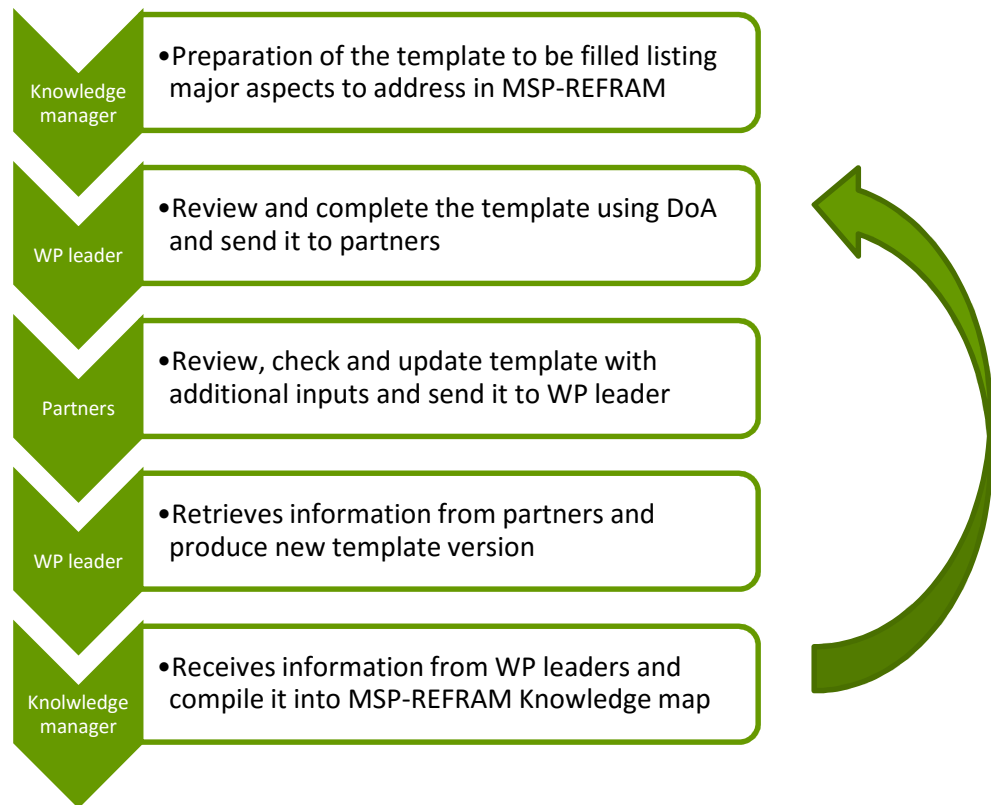 Knowledge
manager
•Preparation of the template to be filled listing
major aspects to address in MSP-REFRAM
WP leader
•Review and complete the template using DoA
and send it to partners
Partners
•Review, check and update template with
additional inputs and send it to WP leader
WP leader
•Retrieves information from partners and
produce new template version
Knolwledge
manager
•Receives information from WP leaders and
compile it into MSP-REFRAM Knowledge map